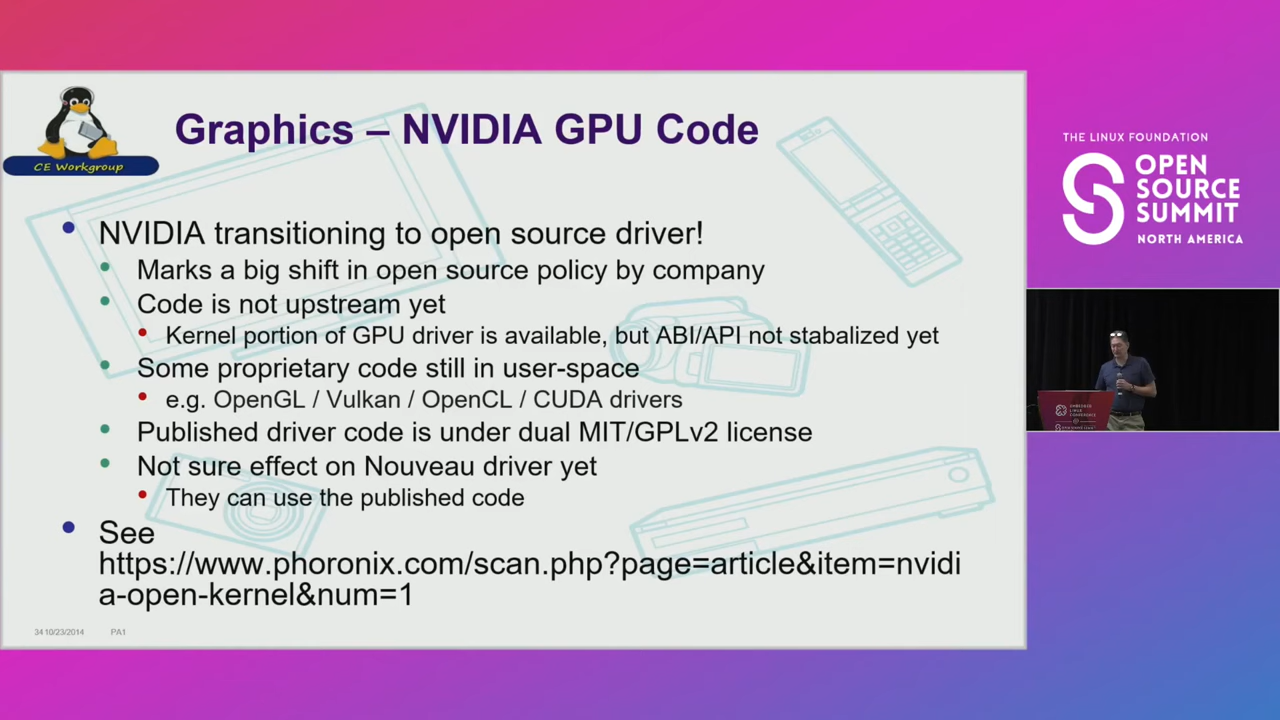 CE Workgroup
Graphics – NVIDIA GPU Code
NVIDIA transitioning to open source driver!
Marks a big shift in open source policy by company
Code is not upstream yet
Kernel portion of GPU driver is available, but ABI/API not stabalized yet
Some proprietary code still in user-space
e.g. OpenGL / Vulkan / OpenCL / CUDA drivers
Published driver code is under dual MIT/GPLv2 license
Not sure effect on Nouveau driver yet
They can use the published code
See
https://www.phoronix.com/scan.php?page=article&item=nvidi
a-open-kernel&num=1
34 10/23/2014 PA1
THE LINUX FOUNDATION
OPEN
SOURCE
SUMMIT
NORTH AMERICA
EMBEDDED
LINUX
CONFERENCE